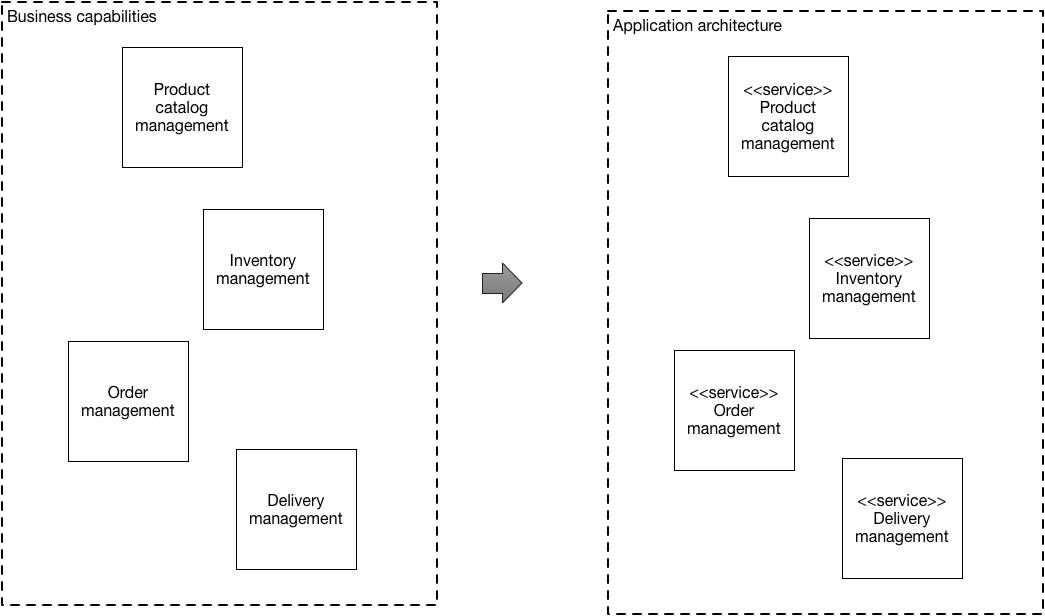 Business capabilities
Product
catalog
management
Inventory
management
Order
management
Delivery
management
Application architecture
<<service>>
Product
catalog
management
<<service>>
Inventory
management
<<service>>
Order
management
<<service>>
Delivery
management